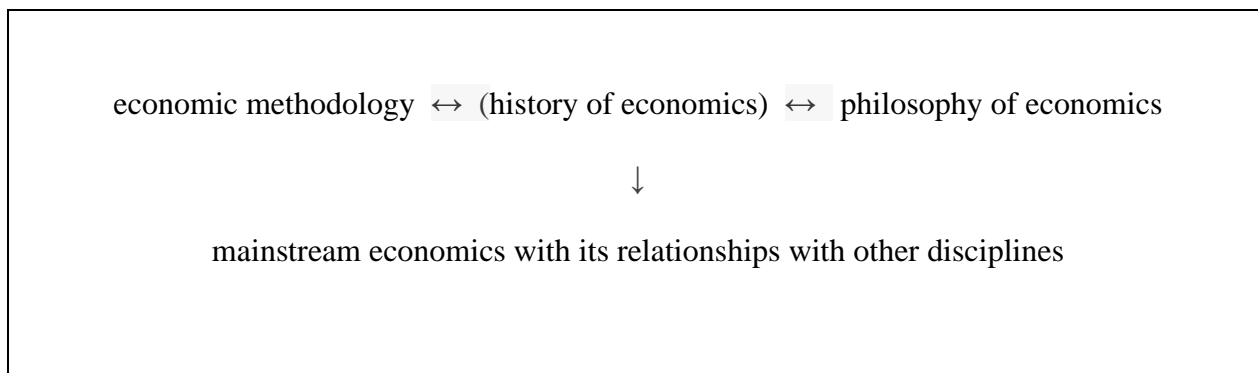 economic methodology ↔ (history of economics) ↔ philosophy of economics
↓
mainstream economics with its relationships with other disciplines